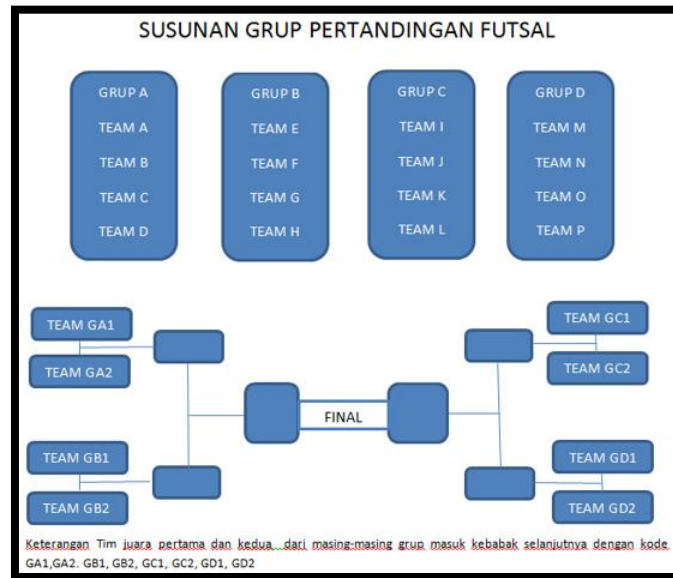 SUSUNAN GRUP PERTANDINGAN FUTSAL
GRUP A
TEAM A
TEAM B
TEAM C
TEAM D
GRUP B
TEAM E
TEAM F
TEAM G
TEAM H
GRUP C
TEAM I
TEAM J
TEAM K
TEAM L
GRUP D
TEAM M
TEAM N
TEAM O
TEAM P
TEAM GA1
TEAM GA2
TEAM GB1
TEAM GB2
FINAL
TEAM GC1
TEAM GC2
TEAM GD1
TEAM GD2
Keterangan Tim juara pertama dan kedua dari masing-masing grup masuk kebabak selanjutnya dengan kode
GA1,GA2. GB1, GB2, GC1, GC2, GD1, GD2